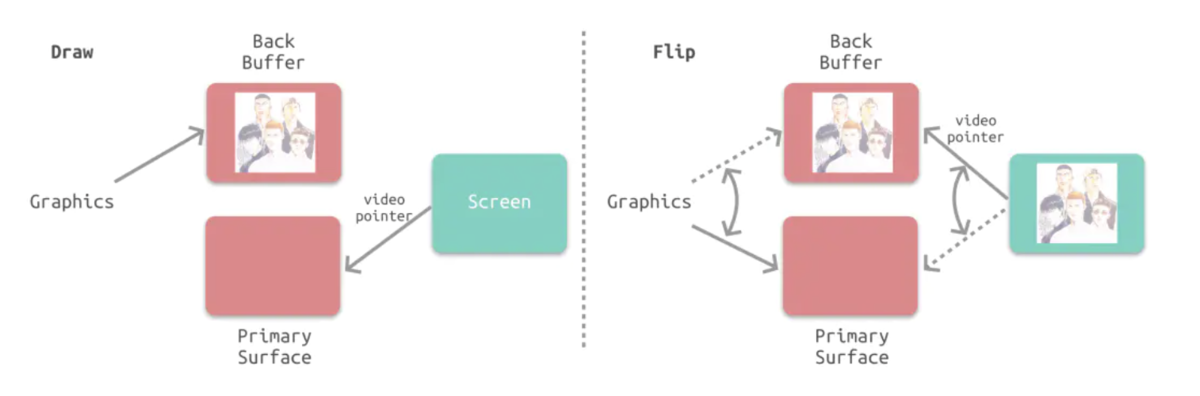 Draw
Back
Buffer
Graphics
video
pointer
Screen
Primary
Surface
Flip
Back
Buffer
video
pointer
Graphics
Primary
Surface